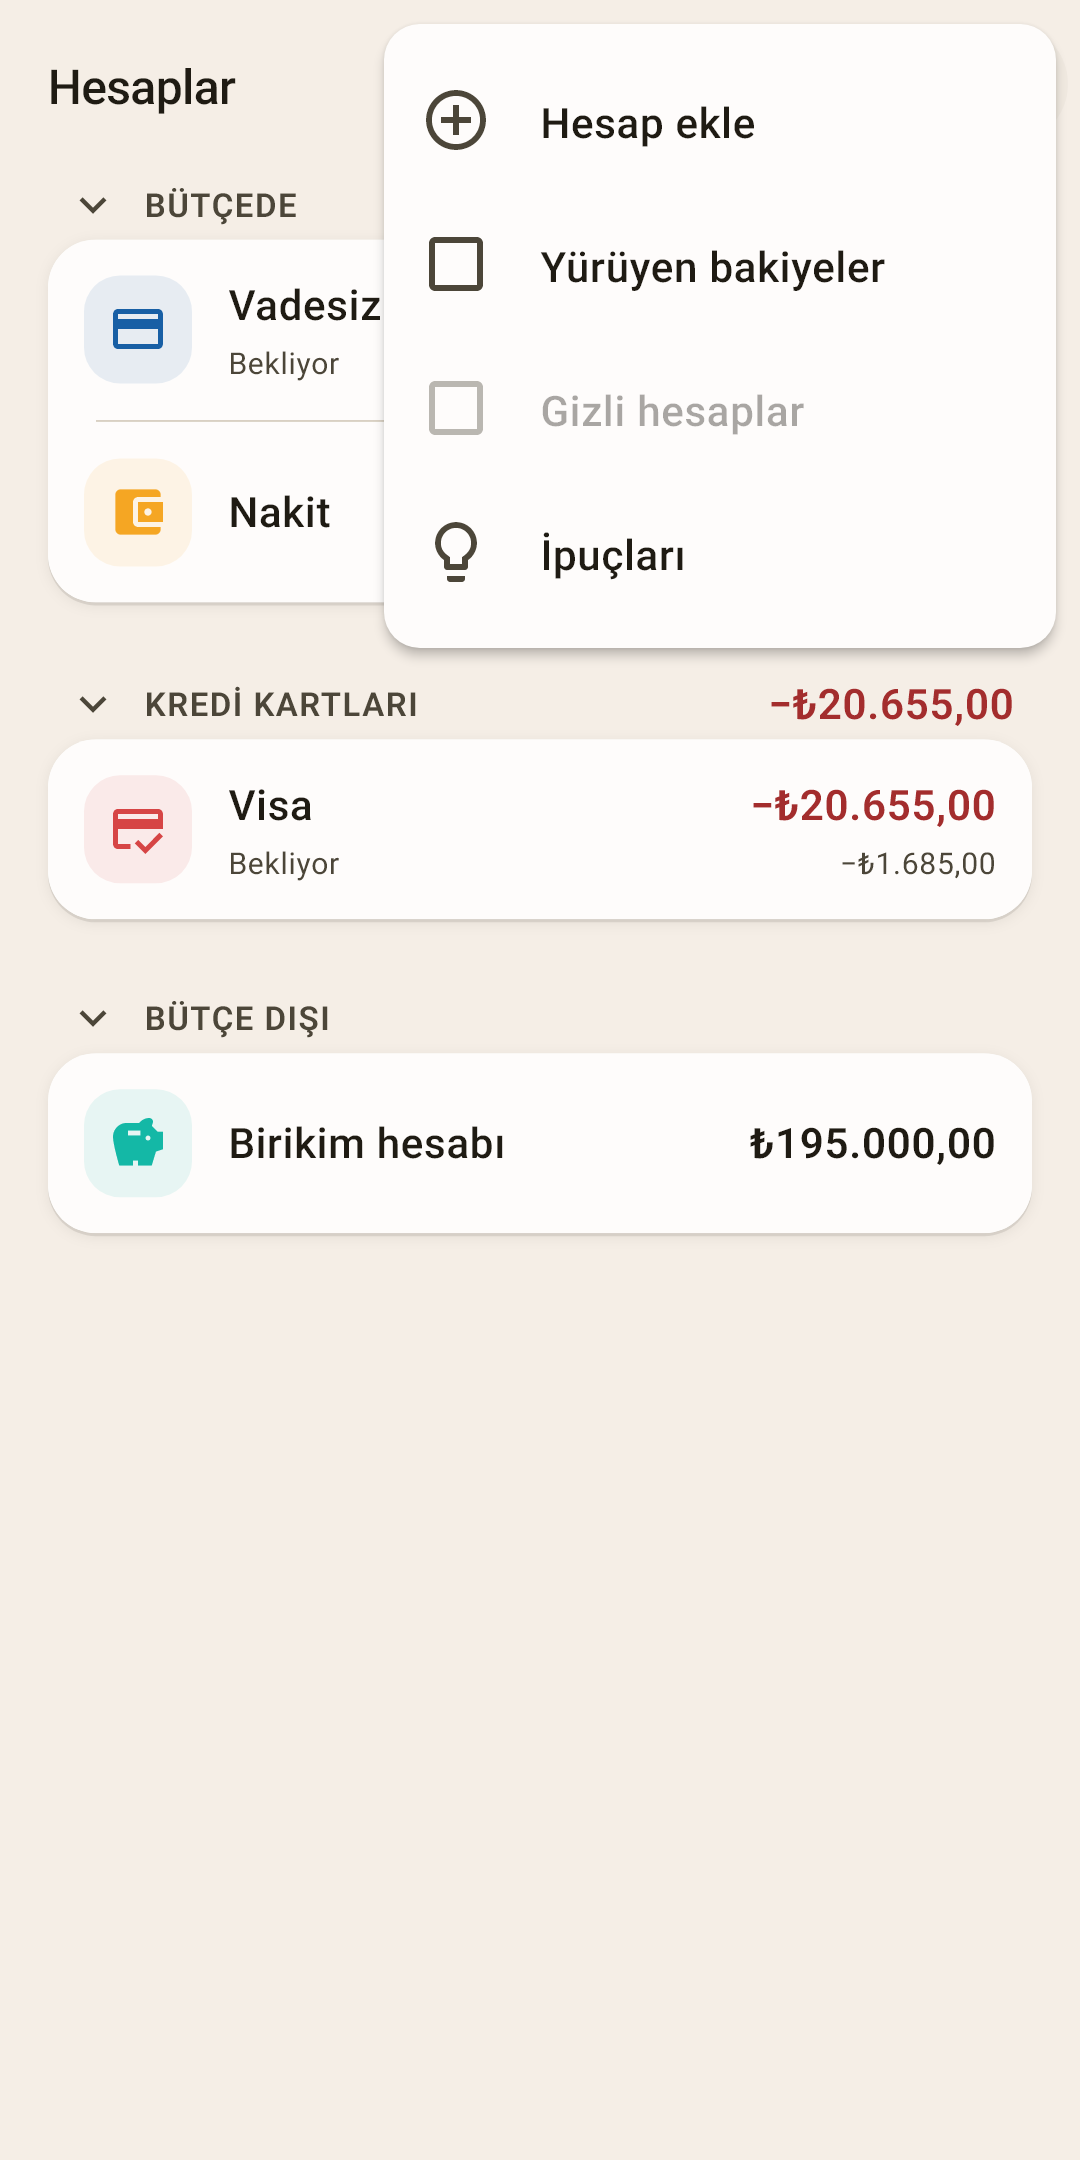 Hesaplar
Hesap ekle
Yürüyen bakiyeler
Gizli hesaplar
İpuçları
BÜTÇEDE
Vadesiz
Bekliyor
Nakit
KREDİ KARTLARI −₺20.655,00
Visa −₺20.655,00
Bekliyor −₺1.685,00
BÜTÇE DIŞI
Birikim hesabı ₺195.000,00